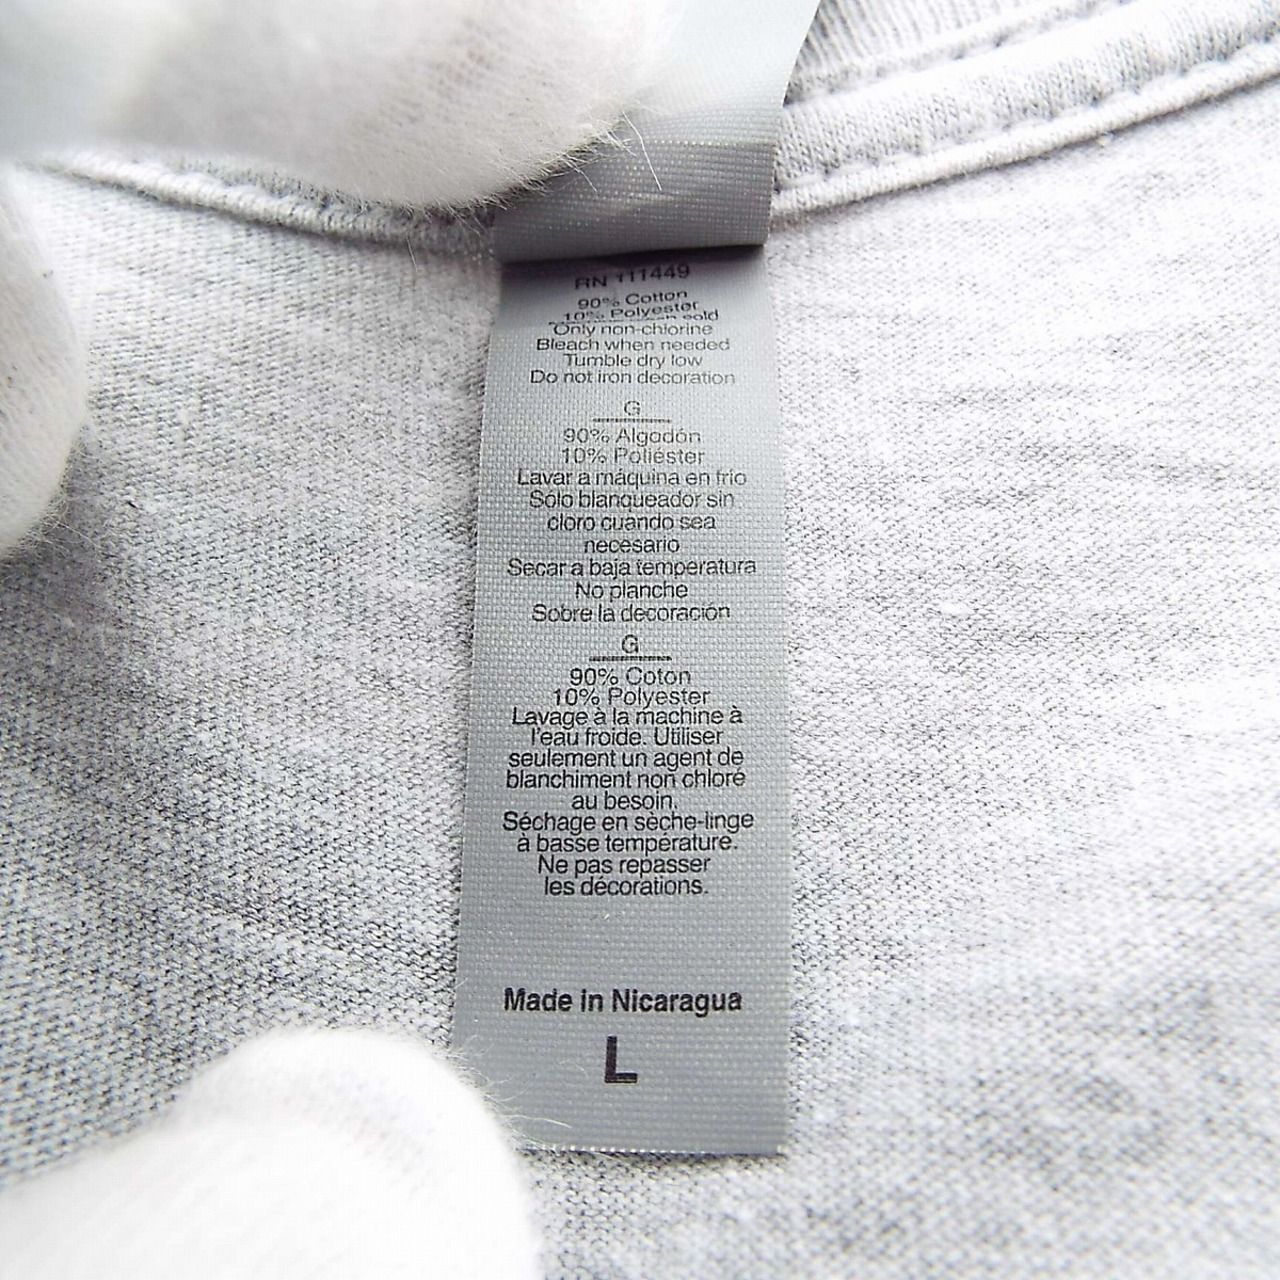 RN 111449
90% Cotton
10% Polyester
cold
Only non-chlorine
Bleach when needed
Tumble dry low
Do not iron decoration
G
90% Algodón
10% Poliéster
Lavar a máquina en frío
Sólo blanqueador sin
cloro cuando sea
necesario
Secar a baja temperatura
No planche
Sobre la decoración
G
90% Coton
10% Polyester
Lavage à la machine à
l'eau froide. Utiliser
seulement un agent de
blanchiment non chloré
au besoin.
Séchage en sèche-linge
à basse température.
Ne pas repasser
les décorations.
Made in Nicaragua
L